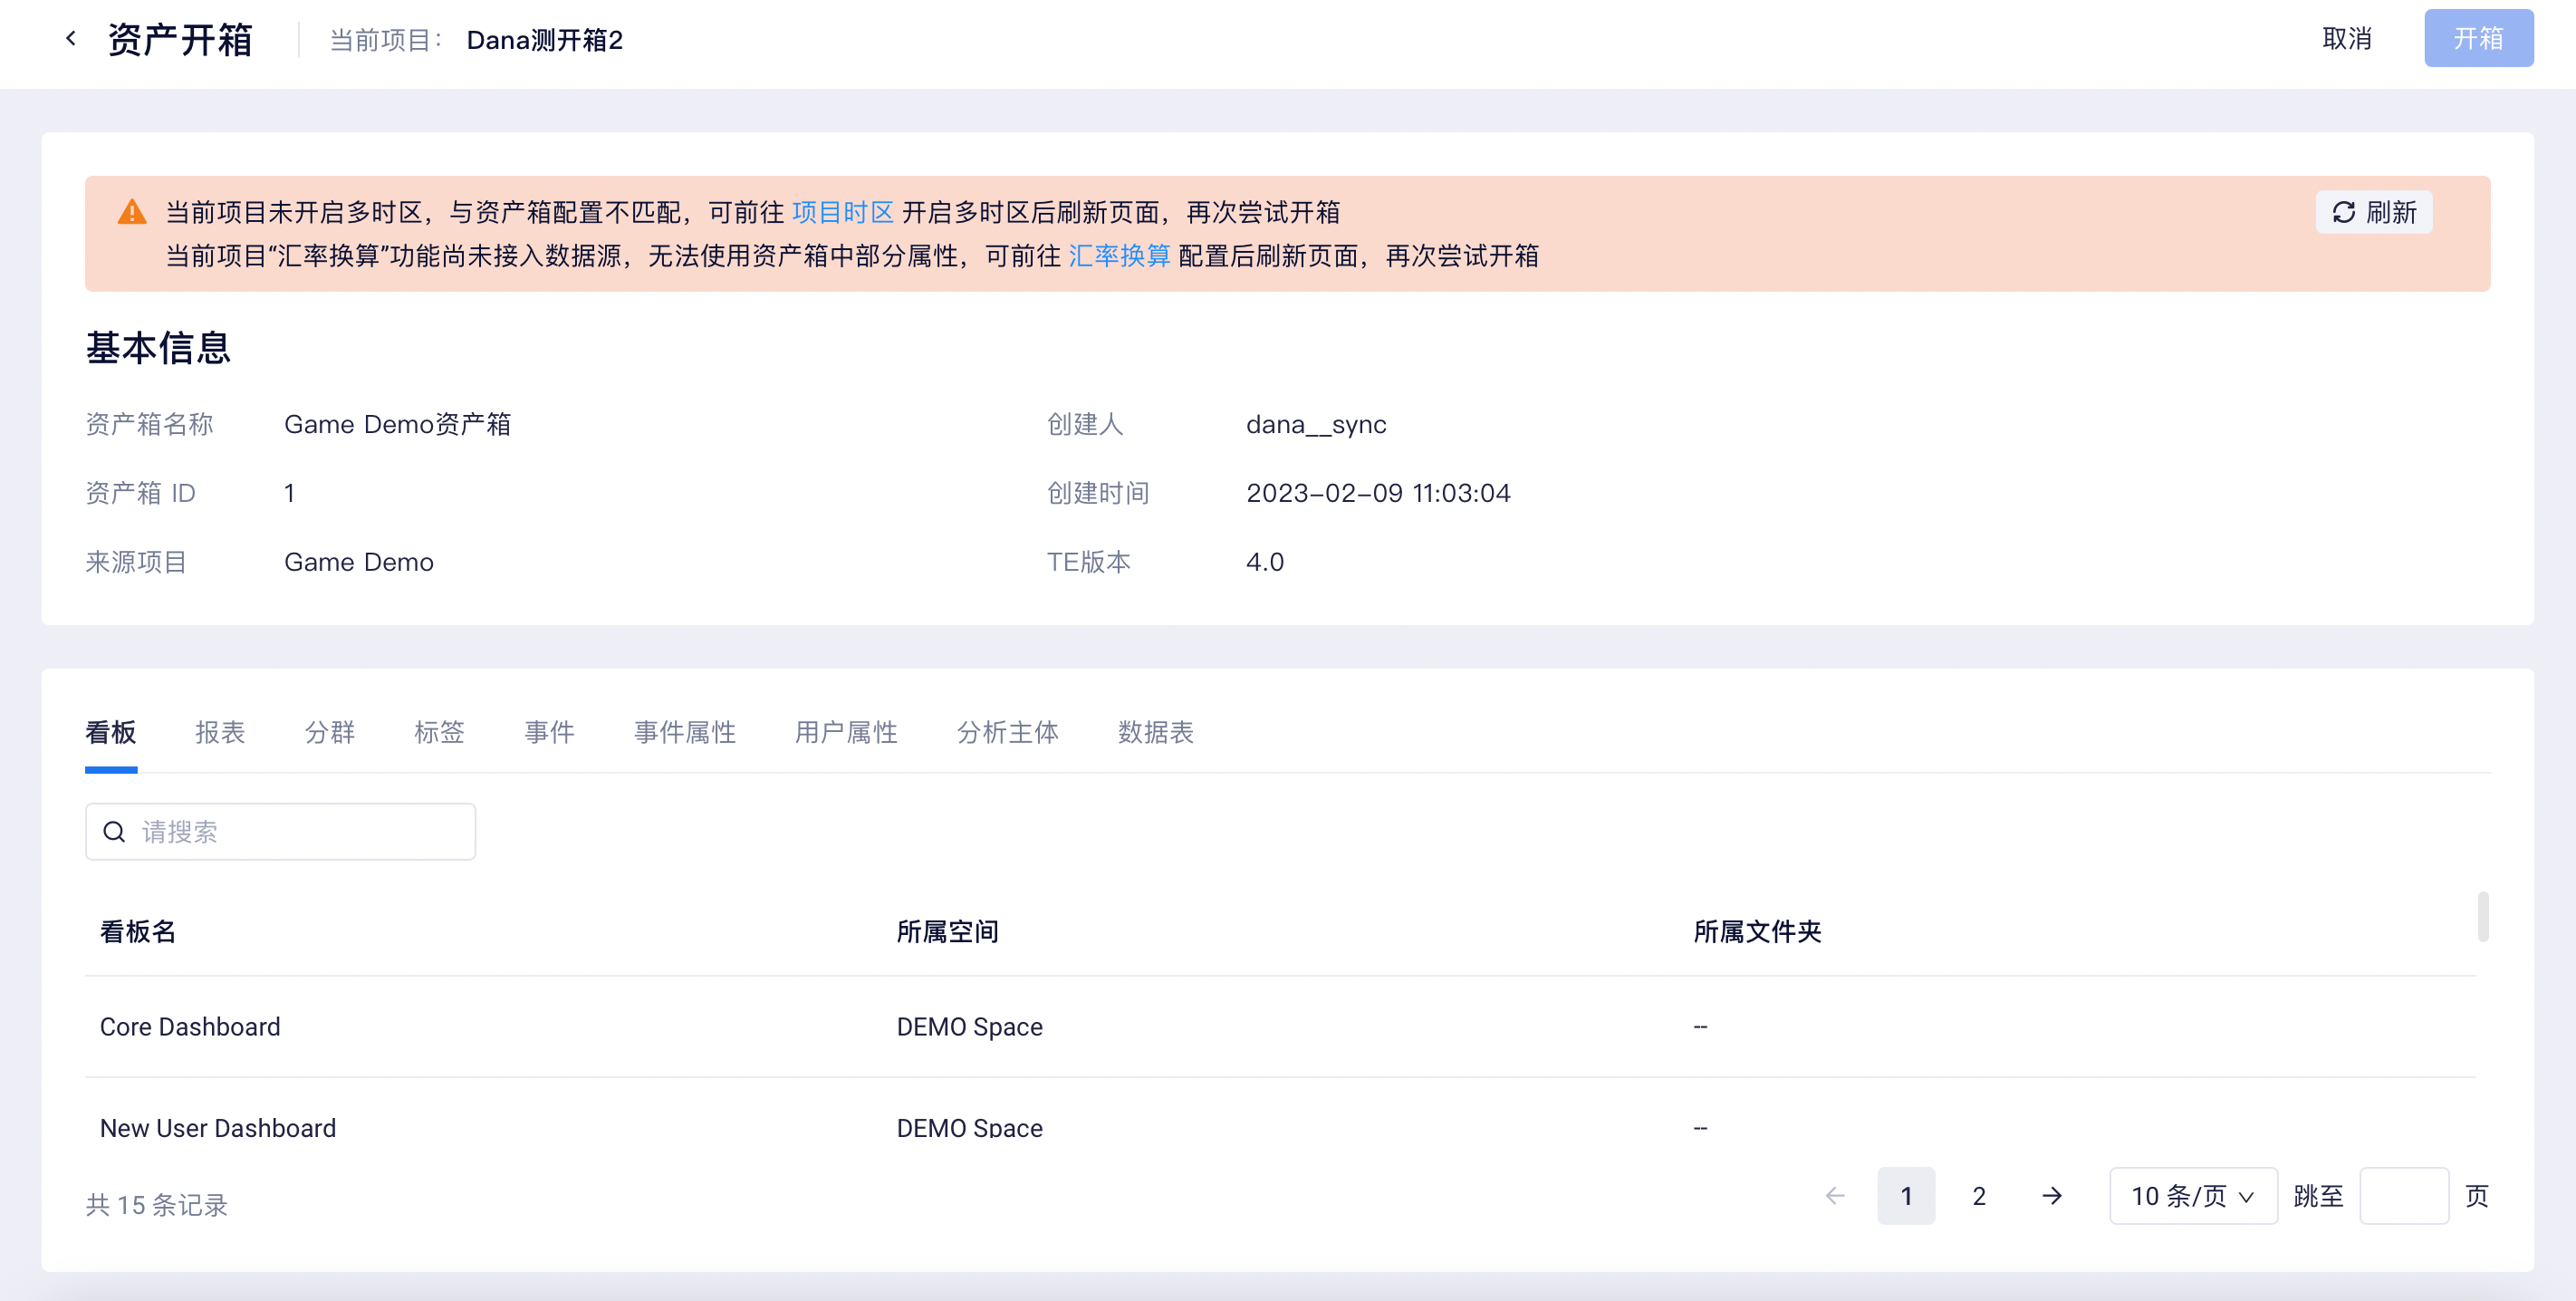 资产开箱 当前项目： Dana测开箱2 取消 开箱
当前项目未开启多时区，与资产箱配置不匹配，可前往 项目时区 开启多时区后刷新页面，再次尝试开箱 刷新
当前项目“汇率换算”功能尚未接入数据源，无法使用资产箱中部分属性，可前往 汇率换算 配置后刷新页面，再次尝试开箱
基本信息
资产箱名称 Game Demo资产箱 创建人 dana__sync
资产箱 ID 1 创建时间 2023-02-09 11:03:04
来源项目 Game Demo TE版本 4.0
看板 报表 分群 标签 事件 事件属性 用户属性 分析主体 数据表
请搜索
看板名 所属空间 所属文件夹
Core Dashboard DEMO Space --
New User Dashboard DEMO Space --
共 15 条记录 1 2 10 条/页 跳至 页